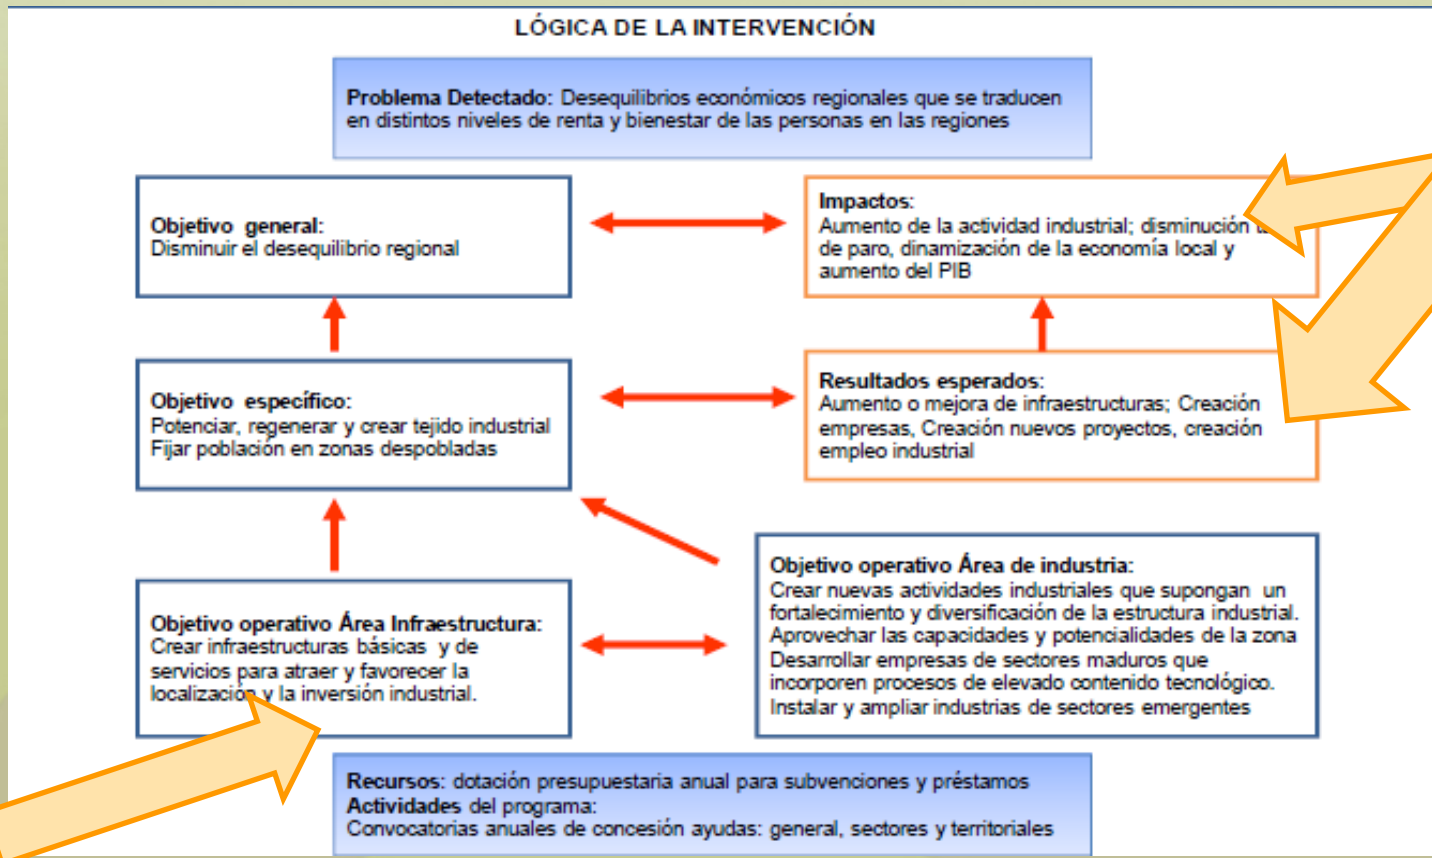 LÓGICA DE LA INTERVENCIÓN
Problema Detectado: Desequilibrios económicos regionales que se traducen
en distintos niveles de renta y bienestar de las personas en las regiones
Objetivo general:
Disminuir el desequilibrio regional
Impactos:
Aumento de la actividad industrial; disminución
de paro, dinamización de la economía local y
aumento del PIB
Objetivo específico:
Potenciar, regenerar y crear tejido industrial
Fijar población en zonas despobladas
Resultados esperados:
Aumento o mejora de infraestructuras; Creación
empresas, Creación nuevos proyectos, creación
empleo industrial
Objetivo operativo Área Infraestructura:
Crear infraestructuras básicas y de
servicios para atraer y favorecer la
localización y la inversión industrial.
Objetivo operativo Área de industria:
Crear nuevas actividades industriales que supongan un
fortalecimiento y diversificación de la estructura industrial.
Aprovechar las capacidades y potencialidades de la zona
Desarrollar empresas de sectores maduros que
incorporen procesos de elevado contenido tecnológico.
Instalar y ampliar industrias de sectores emergentes
Recursos: dotación presupuestaria anual para subvenciones y préstamos
Actividades del programa:
Convocatorias anuales de concesión ayudas: general, sectores y territoriales